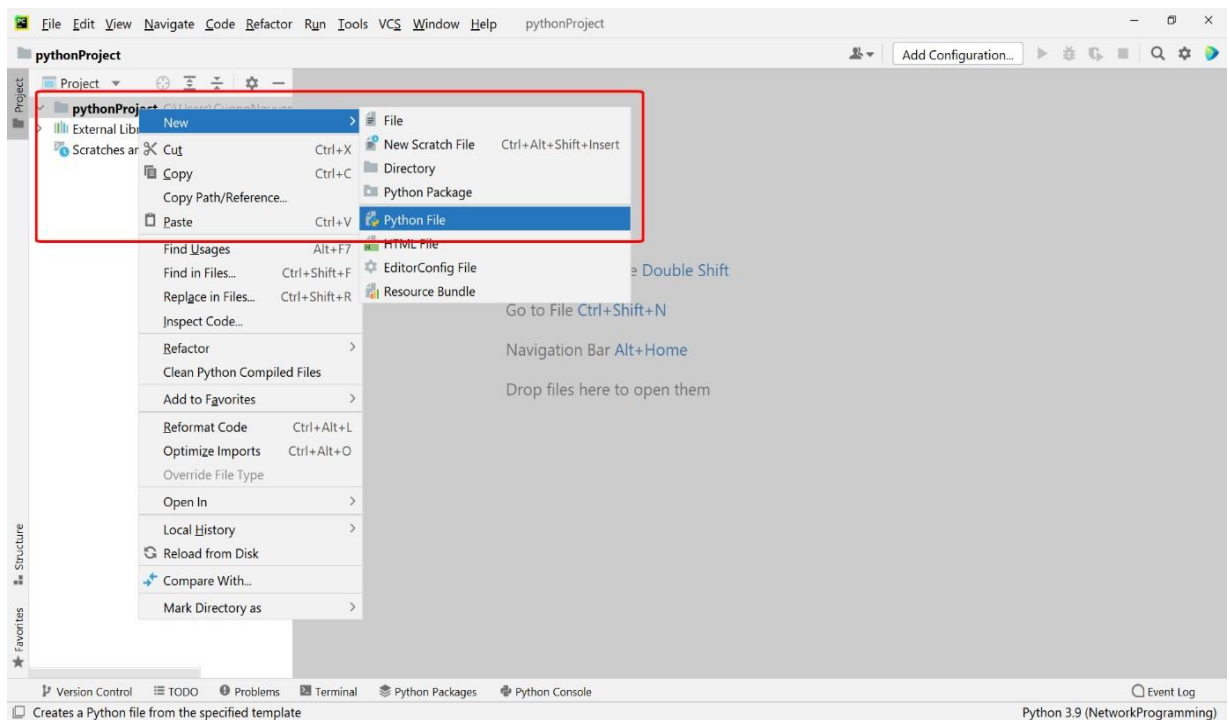 PC File Edit View Navigate Code Refactor Run Tools VCS Window Help pythonProject
pythonProject
Add Configuration...
Project
Project
pythonProject
External Libr
Scratches ar
New
Cut Ctrl+X
Copy Ctrl+C
Copy Path/Reference...
Paste Ctrl+V
Find Usages Alt+F7
Find in Files... Ctrl+Shift+F
Replace in Files... Ctrl+Shift+R
Inspect Code...
Refactor
Clean Python Compiled Files
Add to Favorites
Reformat Code Ctrl+Alt+L
Optimize Imports Ctrl+Alt+O
Override File Type
Open In
Local History
Reload from Disk
Compare With...
Mark Directory as
File
New Scratch File Ctrl+Alt+Shift+Insert
Directory
Python Package
Python File
HTML File
EditorConfig File
Resource Bundle
e Double Shift
Go to File Ctrl+Shift+N
Navigation Bar Alt+Home
Drop files here to open them
Structure
Favorites
Version Control TODO Problems Terminal Python Packages Python Console Event Log
Creates a Python file from the specified template Python 3.9 (NetworkProgramming)